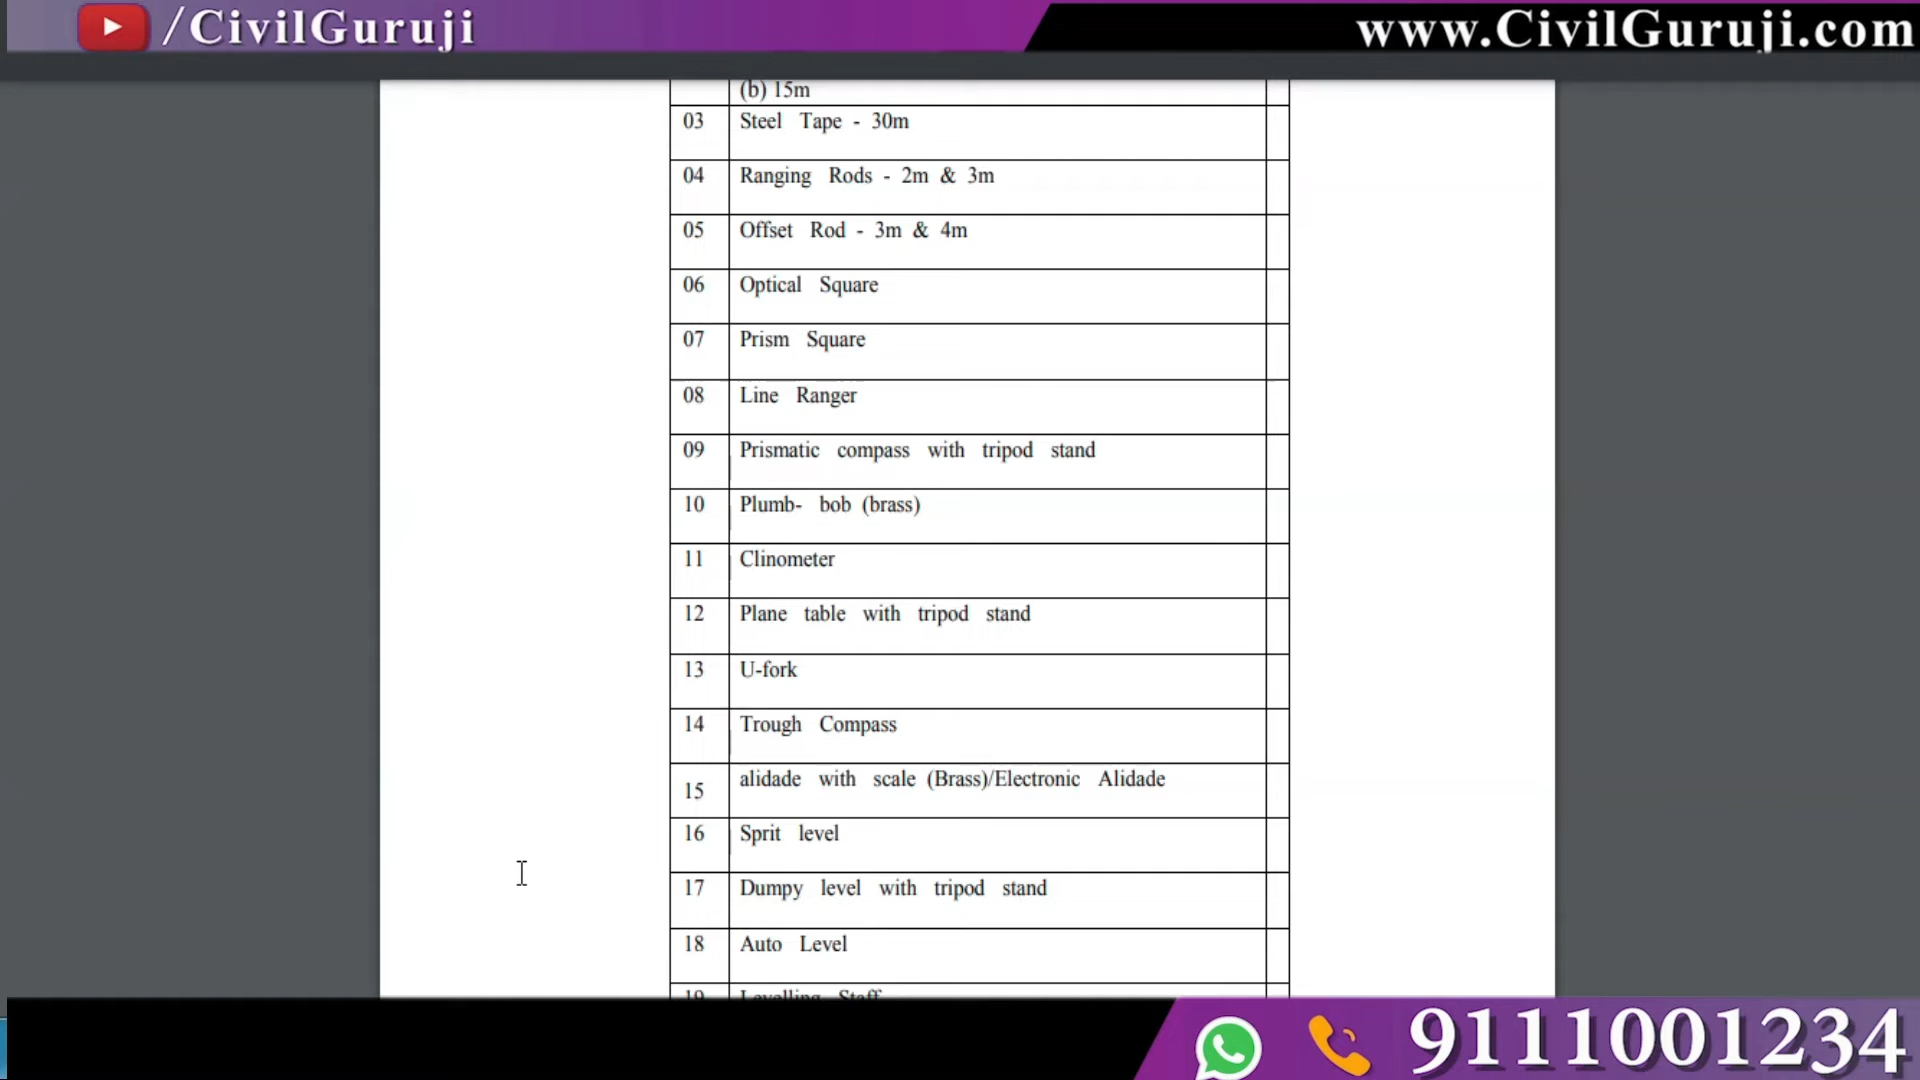 /CivilGuruji
www.CivilGuruji.com
(b) 15m
03 Steel Tape - 30m
04 Ranging Rods - 2m & 3m
05 Offset Rod - 3m & 4m
06 Optical Square
07 Prism Square
08 Line Ranger
09 Prismatic compass with tripod stand
10 Plumb- bob (brass)
11 Clinometer
12 Plane table with tripod stand
13 U-fork
14 Trough Compass
15 alidade with scale (Brass)/Electronic Alidade
16 Sprit level
17 Dumpy level with tripod stand
18 Auto Level
19 Levelling Staff
9111001234